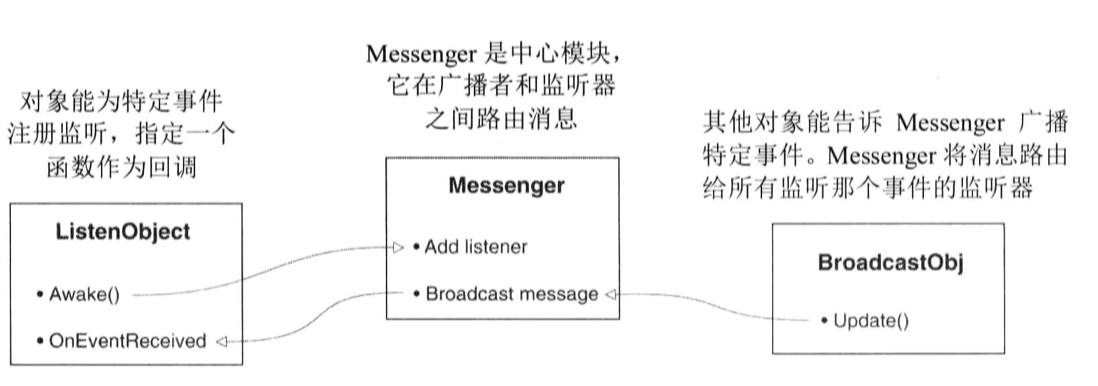 对象能为特定事件
注册监听，指定一个
函数作为回调
Messenger 是中心模块，
它在广播者和监听器
之间路由消息
其他对象能告诉 Messenger 广播
特定事件。Messenger 将消息路由
给所有监听那个事件的监听器
ListenObject
• Awake()
• OnEventReceived
Messenger
• Add listener
• Broadcast message
BroadcastObj
• Update()